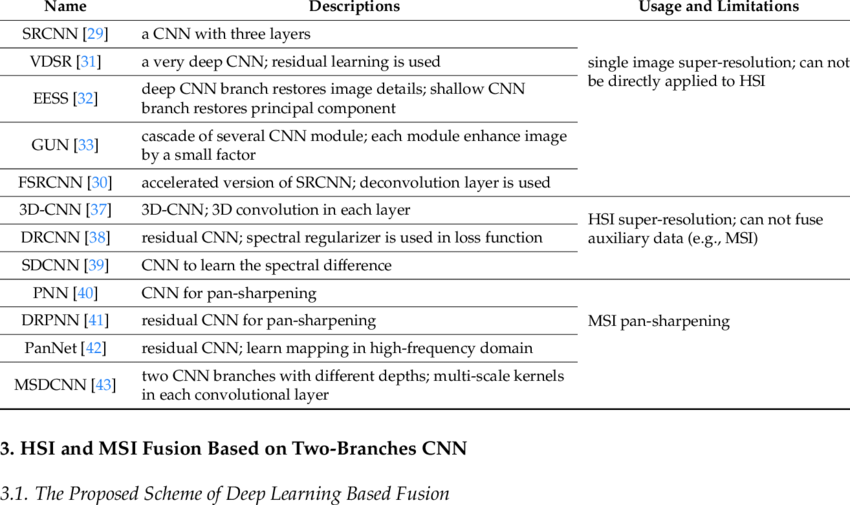 Name Descriptions Usage and Limitations
SRCNN [29] a CNN with three layers
VDSR [31] a very deep CNN; residual learning is used
single image super-resolution; can not
be directly applied to HSI
EESS [32] deep CNN branch restores image details; shallow CNN
branch restores principal component
GUN [33] cascade of several CNN module; each module enhance image
by a small factor
FSRCNN [30] accelerated version of SRCNN; deconvolution layer is used
3D-CNN [37] 3D-CNN; 3D convolution in each layer
HSI super-resolution; can not fuse
auxiliary data (e.g., MSI)
DRCNN [38] residual CNN; spectral regularizer is used in loss function
SDCNN [39] CNN to learn the spectral difference
PNN [40] CNN for pan-sharpening
DRPNN [41] residual CNN for pan-sharpening
MSI pan-sharpening
PanNet [42] residual CNN; learn mapping in high-frequency domain
MSDCNN [43] two CNN branches with different depths; multi-scale kernels
in each convolutional layer
3. HSI and MSI Fusion Based on Two-Branches CNN
3.1. The Proposed Scheme of Deep Learning Based Fusion